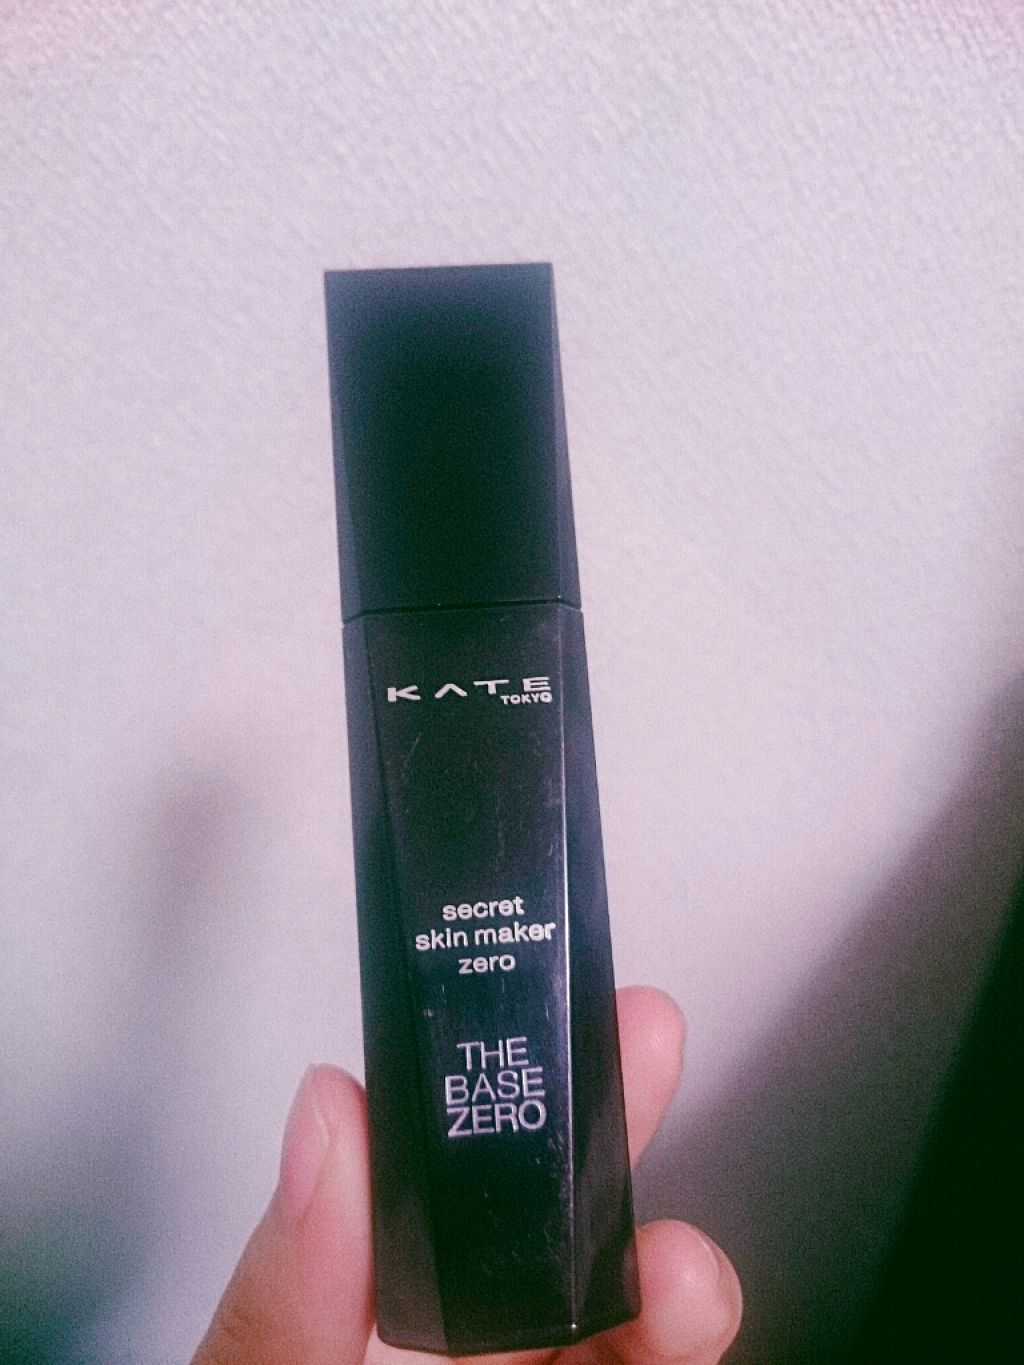 KATE
TOKYO
secret
skin maker
zero
THE
BASE
ZERO